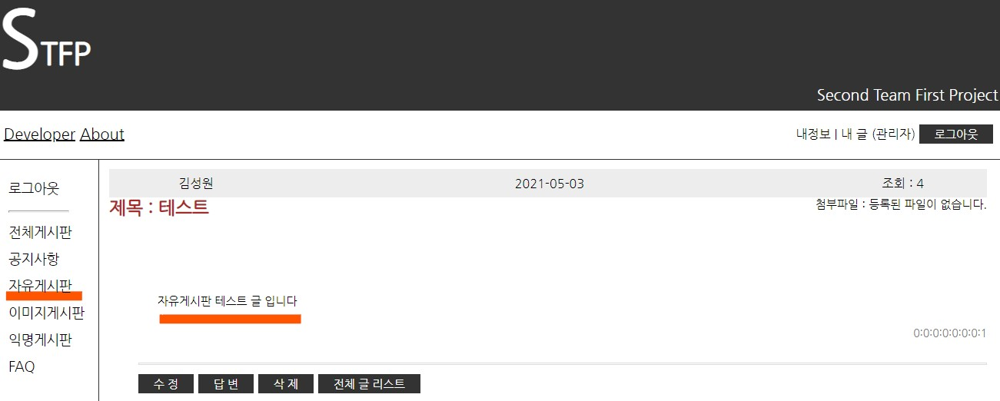 STFP
Second Team First Project
Developer About
내정보 | 내 글 (관리자) 로그아웃
로그아웃
전체게시판
공지사항
자유게시판
이미지게시판
익명게시판
FAQ
김성원 2021-05-03 조회 : 4
제목 : 테스트
첨부파일 : 등록된 파일이 없습니다.
자유게시판 테스트 글 입니다
0:0:0:0:0:0:0:1
수 정 답 변 삭 제 전체 글 리스트